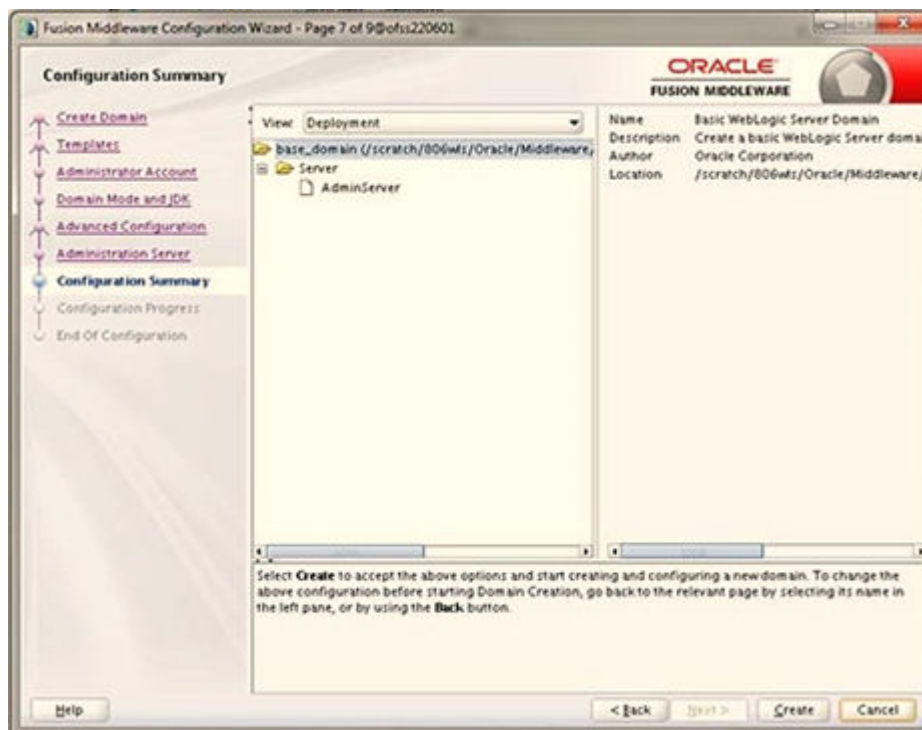 Fusion Middleware Configuration Wizard - Page 7 of 9@ofss220601
Configuration Summary
ORACLE
FUSION MIDDLEWARE
Create Domain
Templates
Administrator Account
Domain Mode and JDK
Advanced Configuration
Administration Server
Configuration Summary
Configuration Progress
End Of Configuration
View: Deployment
base_domain (/scratch/806wls/Oracle/Middleware,
Server
AdminServer
Name Basic WebLogic Server Domain
Description Create a basic WebLogic Server doma
Author Oracle Corporation
Location /scratch/806wls/Oracle/Middleware/
Select Create to accept the above options and start creating and configuring a new domain. To change the
above configuration before starting Domain Creation, go back to the relevant page by selecting its name in
the left pane, or by using the Back button.
Help
< Back
Next >
Create
Cancel